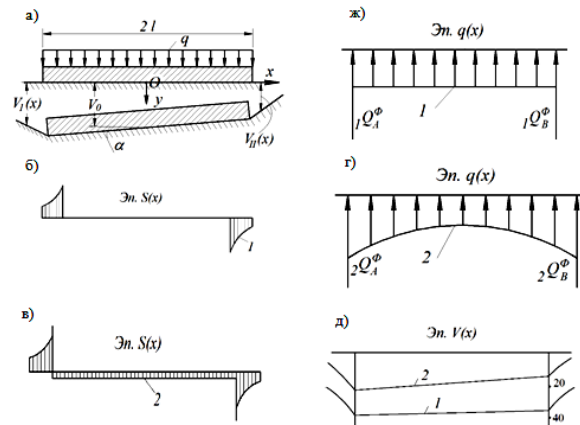 а)
2 l
q
x
O
y
V_I(x)
V_0
α
V_II(x)
б)
Эп. S(x)
1
в)
Эп. S(x)
2
ж)
Эп. q(x)
1
₁Q_A^Ф
₁Q_B^Ф
г)
Эп. q(x)
2
₂Q_A^Ф
₂Q_B^Ф
д)
Эп. V(x)
2
20
1
40